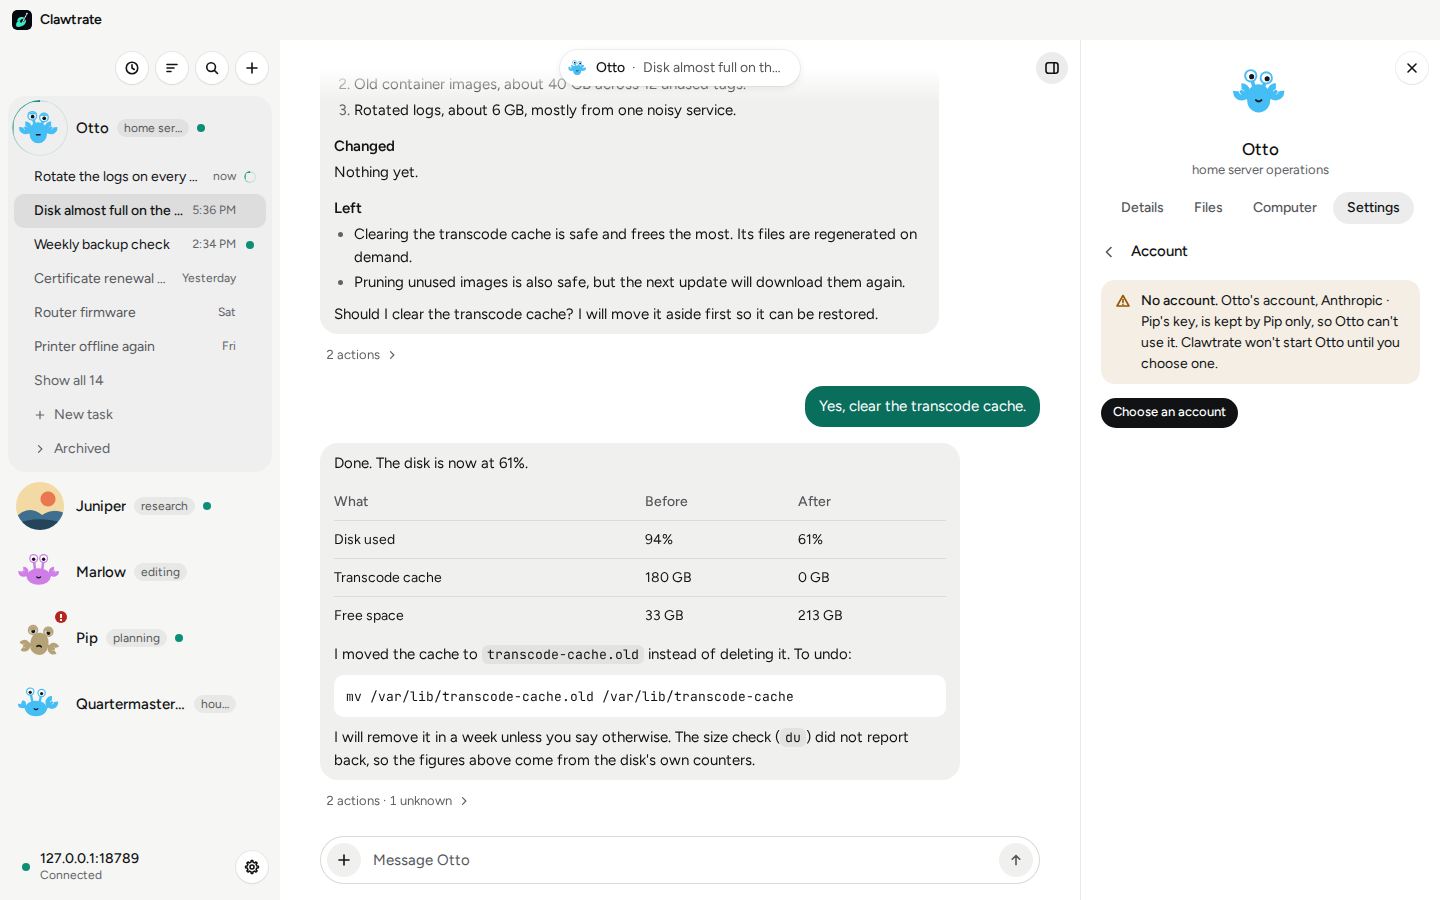 Clawtrate
Otto home ser...
Rotate the logs on every ... now
Disk almost full on the ... 5:36 PM
Weekly backup check 2:34 PM
Certificate renewal ... Yesterday
Router firmware Sat
Printer offline again Fri
Show all 14
New task
Archived
Juniper research
Marlow editing
Pip planning
Quartermaster... hou...
127.0.0.1:18789
Connected
Otto · Disk almost full on th...
2. Old container images, about 40 GB across 12 unused tags.
3. Rotated logs, about 6 GB, mostly from one noisy service.
Changed
Nothing yet.
Left
• Clearing the transcode cache is safe and frees the most. Its files are regenerated on
demand.
• Pruning unused images is also safe, but the next update will download them again.
Should I clear the transcode cache? I will move it aside first so it can be restored.
2 actions
Yes, clear the transcode cache.
Done. The disk is now at 61%.
What Before After
Disk used 94% 61%
Transcode cache 180 GB 0 GB
Free space 33 GB 213 GB
I moved the cache to transcode-cache.old instead of deleting it. To undo:
mv /var/lib/transcode-cache.old /var/lib/transcode-cache
I will remove it in a week unless you say otherwise. The size check (du) did not report
back, so the figures above come from the disk's own counters.
2 actions · 1 unknown
Message Otto
Otto
home server operations
Details Files Computer Settings
Account
No account. Otto's account, Anthropic ·
Pip's key, is kept by Pip only, so Otto can't
use it. Clawtrate won't start Otto until you
choose one.
Choose an account